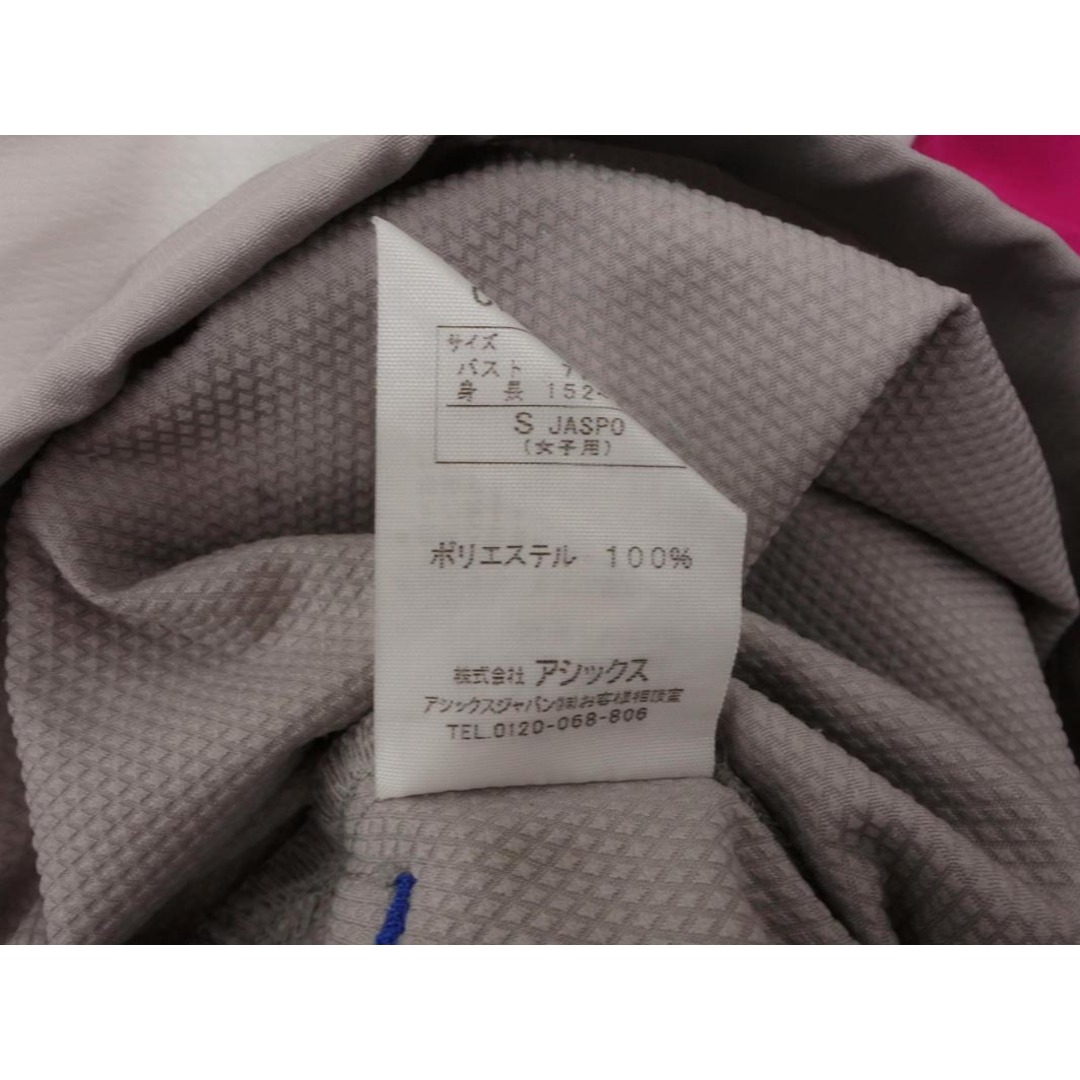 サイズ
バスト 7
身長 152
S JASPO
(女子用)
ポリエステル 100%
株式会社 アシックス
アシックスジャパン㈱お客様相談室
TEL.0120-068-806